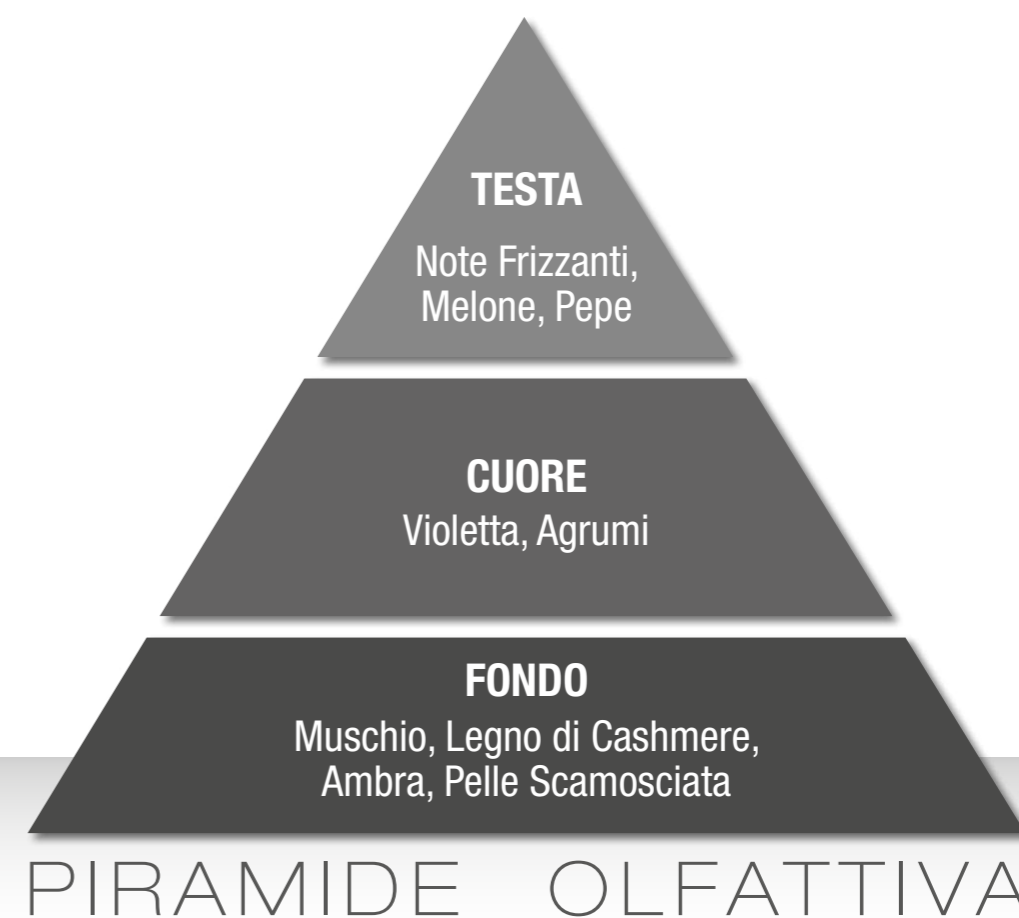 TESTA
Note Frizzanti,
Melone, Pepe
CUORE
Violetta, Agrumi
FONDO
Muschio, Legno di Cashmere,
Ambra, Pelle Scamosciata
PIRAMIDE OLFATTIVA